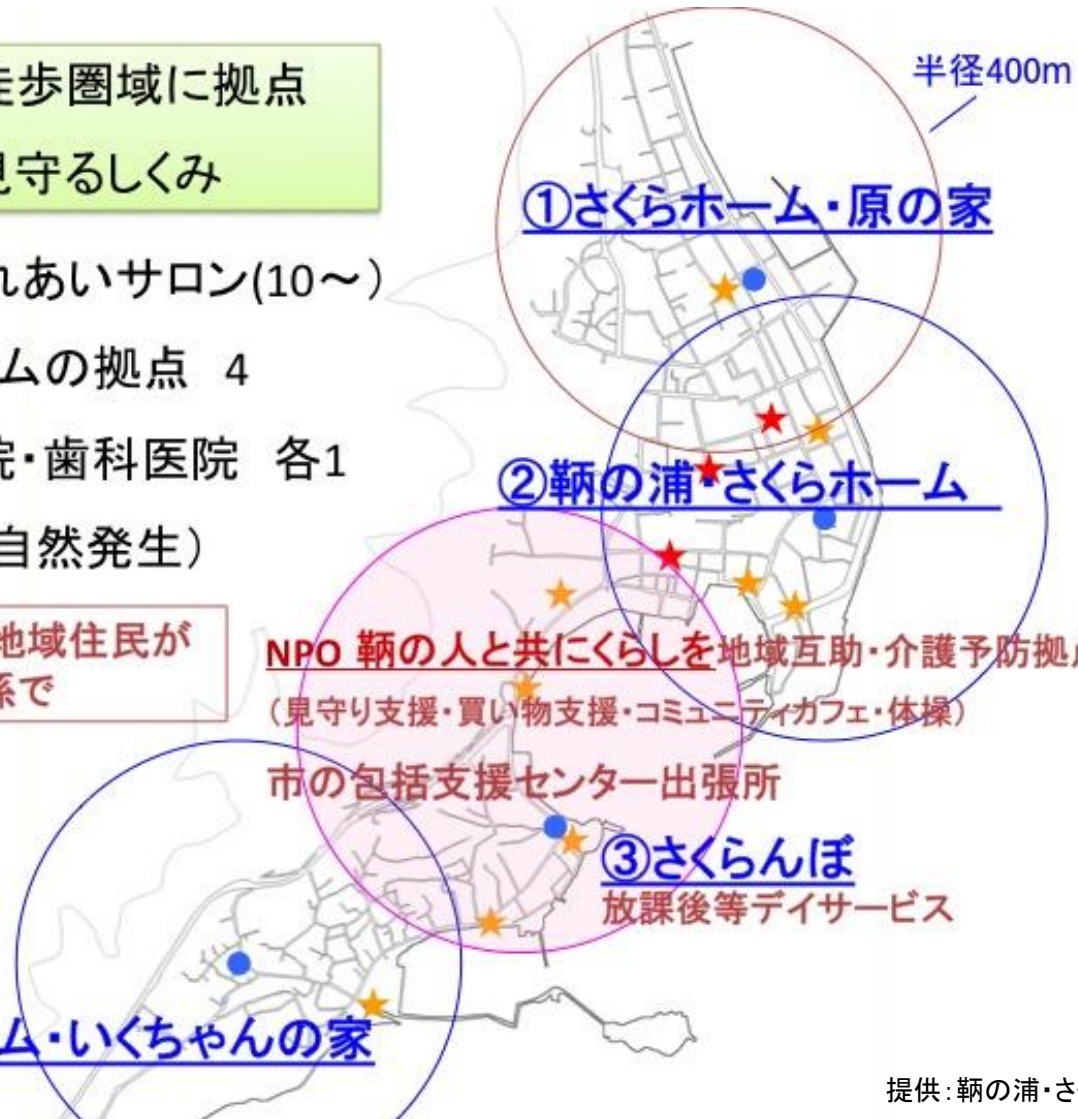 徒歩圏域に拠点
見守るしくみ
れあいサロン(10～)
ムの拠点 4
院・歯科医院 各1
自然発生）
地域住民が
系で
半径400m
①さくらホーム・原の家
②鞆の浦・さくらホーム
NPO 鞆の人と共にくらしを地域互助・介護予防拠点
（見守り支援・買い物支援・コミュニティカフェ・体操）
市の包括支援センター出張所
③さくらんぼ
放課後等デイサービス
ム・いくちゃんの家
提供：鞆の浦・さ